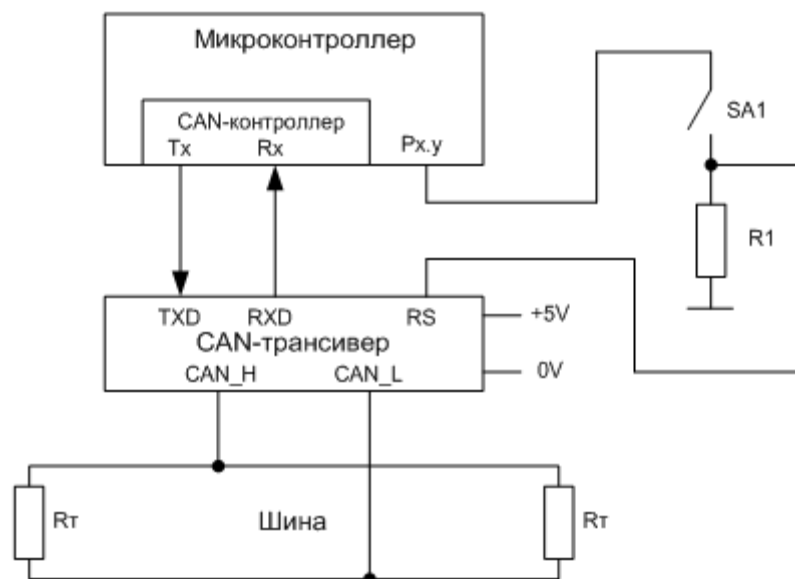 Микроконтроллер
CAN-контроллер
Tx Rx Px.y
SA1
R1
TXD RXD RS +5V
CAN-трансивер
CAN_H CAN_L 0V
Rт Шина Rт